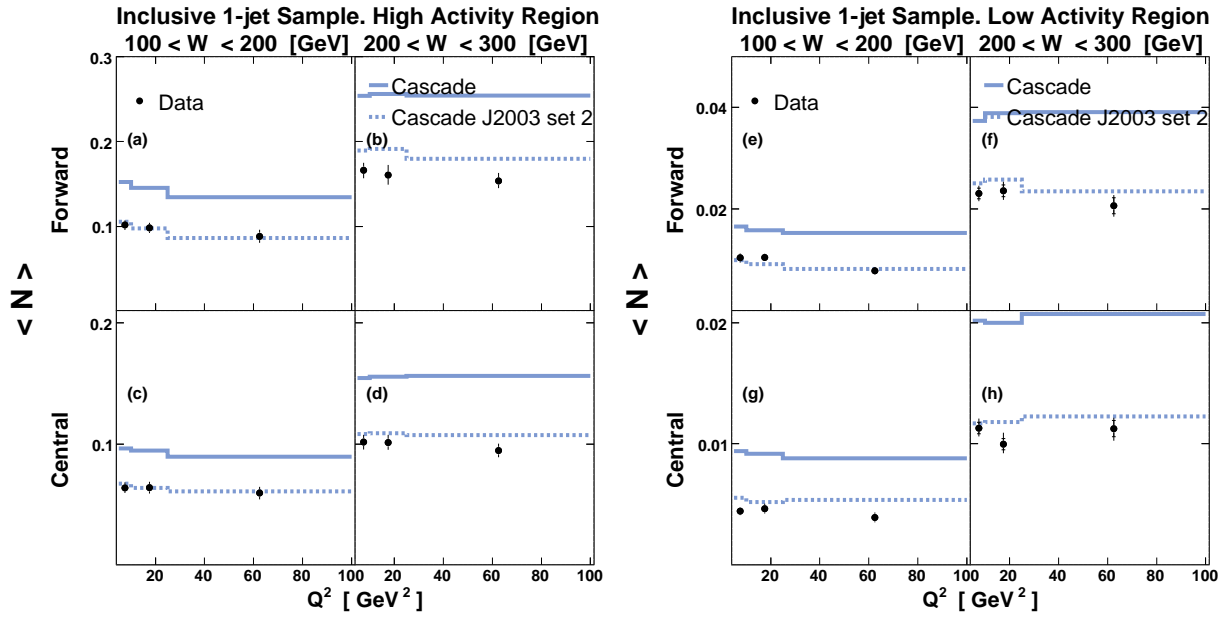 Inclusive 1-jet Sample. High Activity Region
100 < W < 200 [GeV]
200 < W < 300 [GeV]
< N >
Forward
Central
0.3
0.2
0.1
0.2
0.1
Data
(a)
Cascade
Cascade J2003 set 2
(b)
(c)
(d)
20
40
60
80
100
20
40
60
80
100
Q² [ GeV² ]
Inclusive 1-jet Sample. Low Activity Region
100 < W < 200 [GeV]
200 < W < 300 [GeV]
< N >
Forward
Central
0.04
0.02
0.02
0.01
Data
(e)
Cascade
Cascade J2003 set 2
(f)
(g)
(h)
20
40
60
80
100
20
40
60
80
100
Q² [ GeV² ]